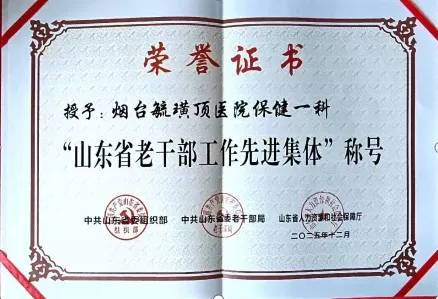 荣誉证书
授予：烟台毓璜顶医院保健一科
“山东省老干部工作先进集体”称号
中共山东省委组织部 中共山东省委老干部局 山东省人力资源和社会保障厅
二〇二五年十二月
组织部